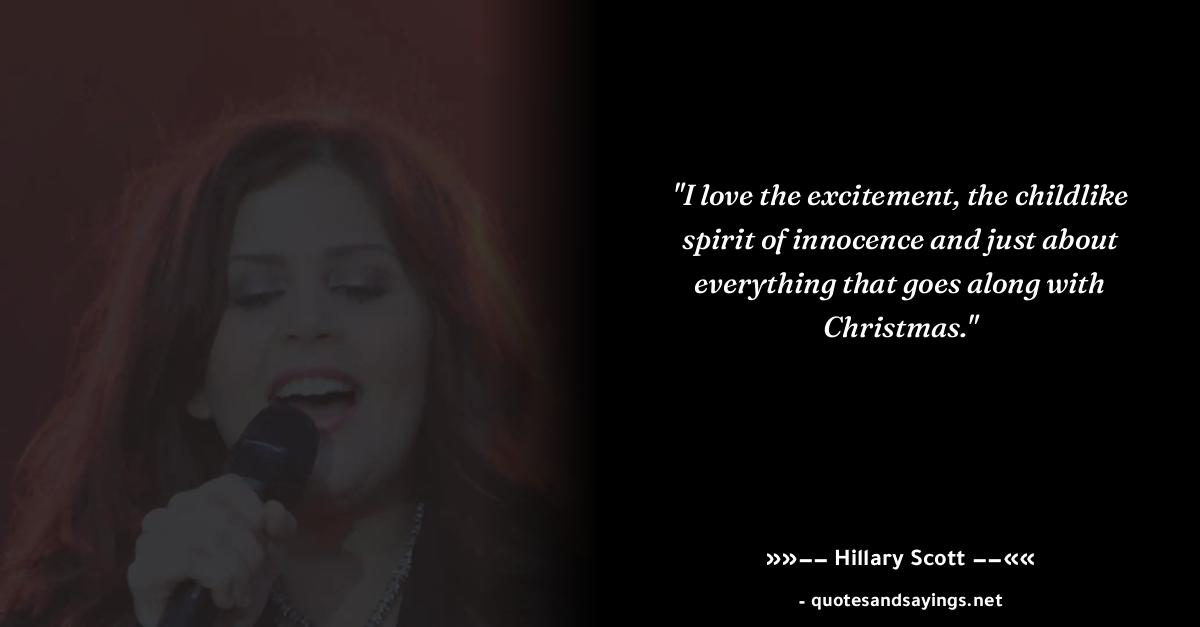 "I love the excitement, the childlike
spirit of innocence and just about
everything that goes along with
Christmas."
»»−− Hillary Scott −−««
- quotesandsayings.net